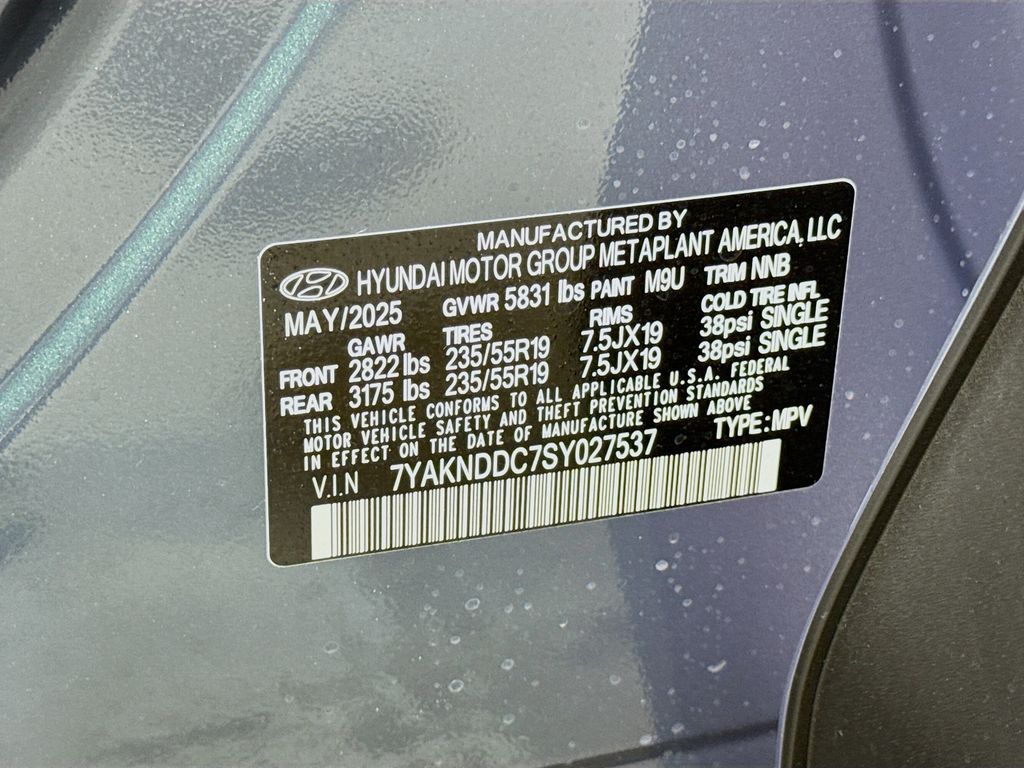 MANUFACTURED BY
HYUNDAI MOTOR GROUP METAPLANT AMERICA, LLC
MAY/2025 GVWR 5831 lbs PAINT M9U TRIM NNB
GAWR TIRES RIMS COLD TIRE INFL
FRONT 2822 lbs 235/55R19 7.5JX19 38psi SINGLE
REAR 3175 lbs 235/55R19 7.5JX19 38psi SINGLE
THIS VEHICLE CONFORMS TO ALL APPLICABLE U.S.A. FEDERAL
MOTOR VEHICLE SAFETY AND THEFT PREVENTION STANDARDS
IN EFFECT ON THE DATE OF MANUFACTURE SHOWN ABOVE
V.I.N 7YAKNDDC7SY027537 TYPE:MPV